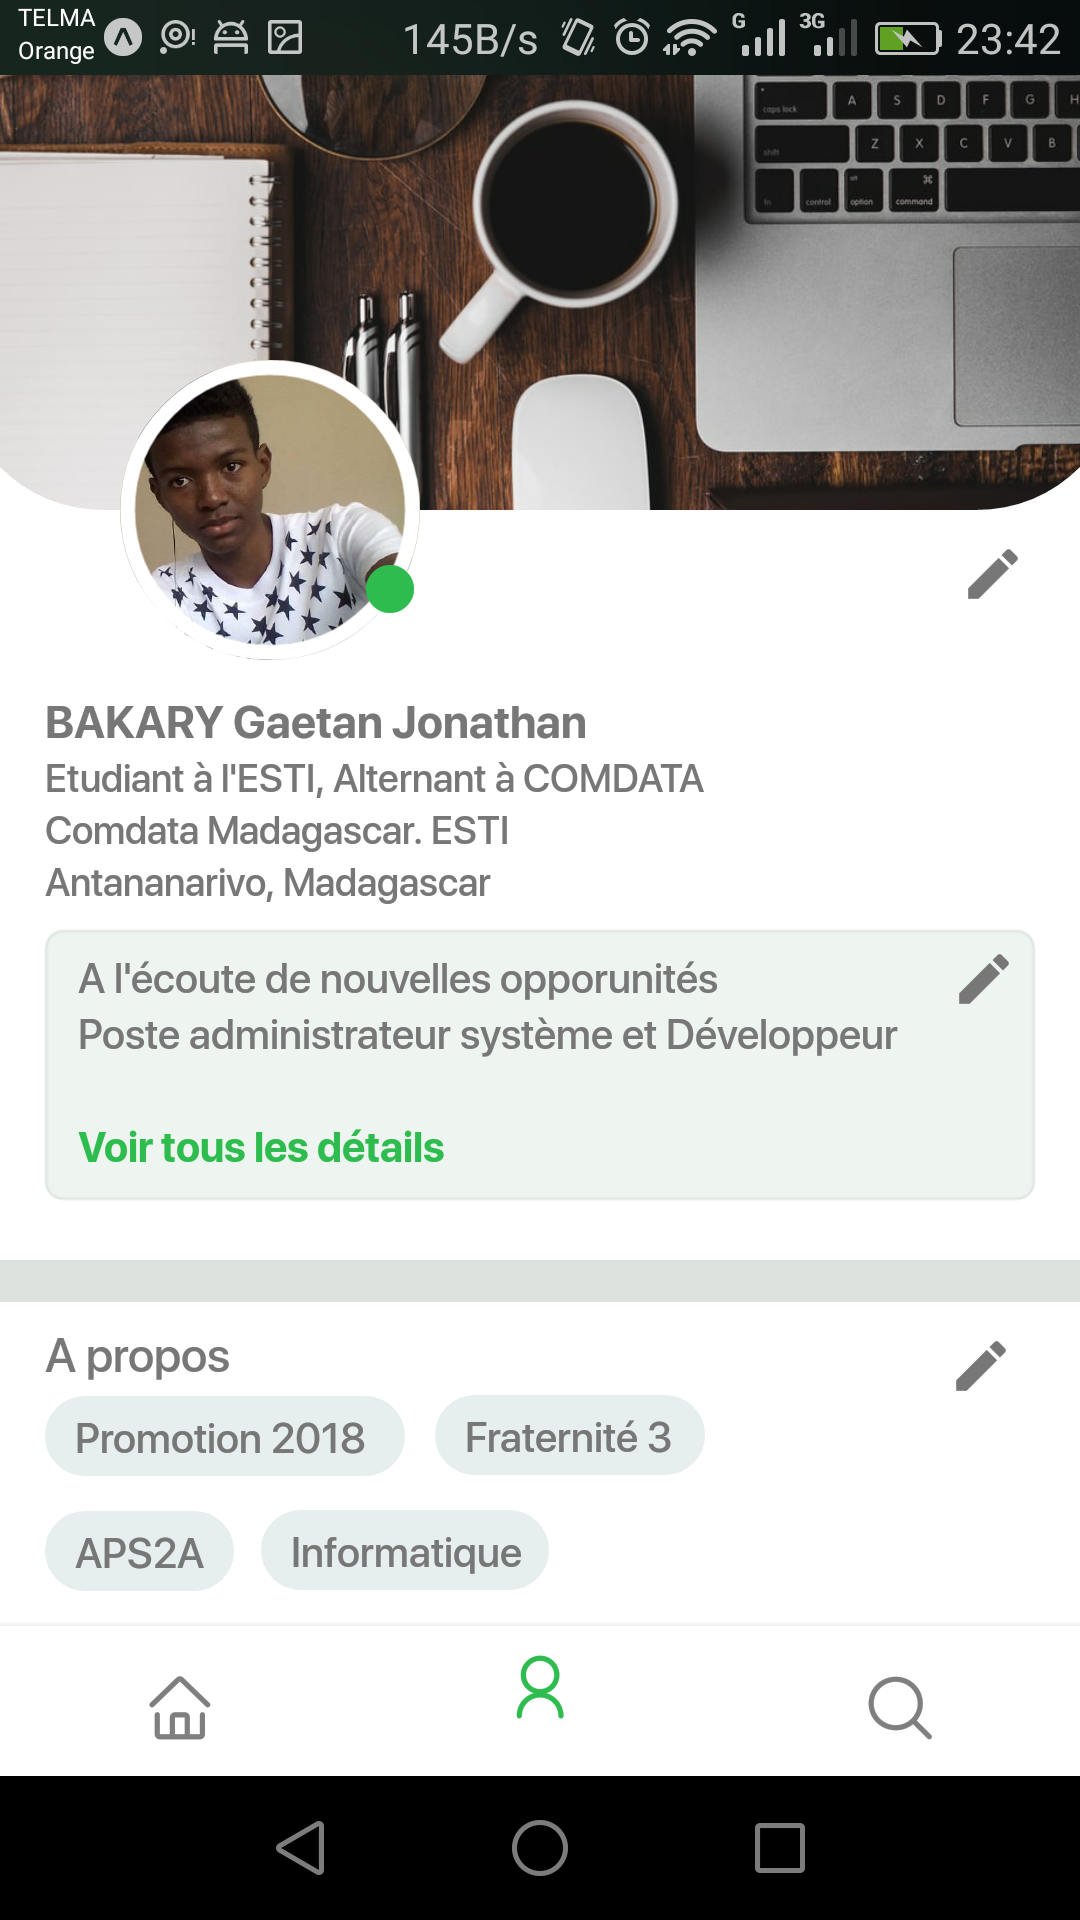 TELMA
Orange
145B/s
G
3G
23:42
caps lock A S D F G H
shift Z X C V B
fn control alt option ⌘ command
BAKARY Gaetan Jonathan
Etudiant à l'ESTI, Alternant à COMDATA
Comdata Madagascar. ESTI
Antananarivo, Madagascar
A l'écoute de nouvelles opporunités
Poste administrateur système et Développeur
Voir tous les détails
A propos
Promotion 2018
Fraternité 3
APS2A
Informatique